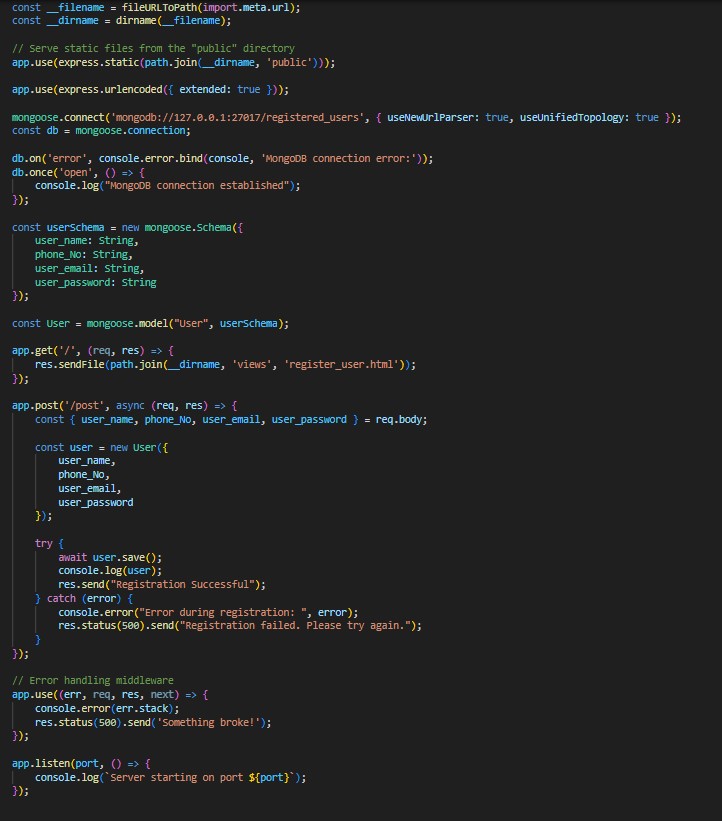 const __filename = fileURLToPath(import.meta.url);
const __dirname = dirname(__filename);
// Serve static files from the "public" directory
app.use(express.static(path.join(__dirname, 'public')));
app.use(express.urlencoded({ extended: true }));
mongoose.connect('mongodb://127.0.0.1:27017/registered_users', { useNewUrlParser: true, useUnifiedTopology: true });
const db = mongoose.connection;
db.on('error', console.error.bind(console, 'MongoDB connection error:'));
db.once('open', () => {
    console.log("MongoDB connection established");
});
const userSchema = new mongoose.Schema({
    user_name: String,
    phone_No: String,
    user_email: String,
    user_password: String
});
const User = mongoose.model("User", userSchema);
app.get('/', (req, res) => {
    res.sendFile(path.join(__dirname, 'views', 'register_user.html'));
});
app.post('/post', async (req, res) => {
    const { user_name, phone_No, user_email, user_password } = req.body;
    const user = new User({
        user_name,
        phone_No,
        user_email,
        user_password
    });
    try {
        await user.save();
        console.log(user);
        res.send("Registration Successful");
    } catch (error) {
        console.error("Error during registration: ", error);
        res.status(500).send("Registration failed. Please try again.");
    }
});
// Error handling middleware
app.use((err, req, res, next) => {
    console.error(err.stack);
    res.status(500).send('Something broke!');
});
app.listen(port, () => {
    console.log(`Server starting on port ${port}`);
});